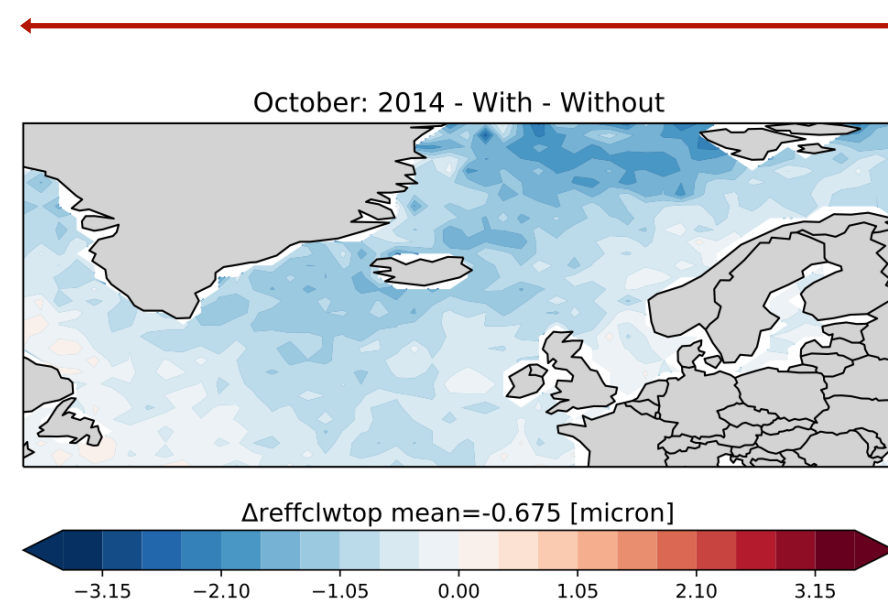 October: 2014 - With - Without
Δreffclwtop mean=-0.675 [micron]
−3.15 −2.10 −1.05 0.00 1.05 2.10 3.15